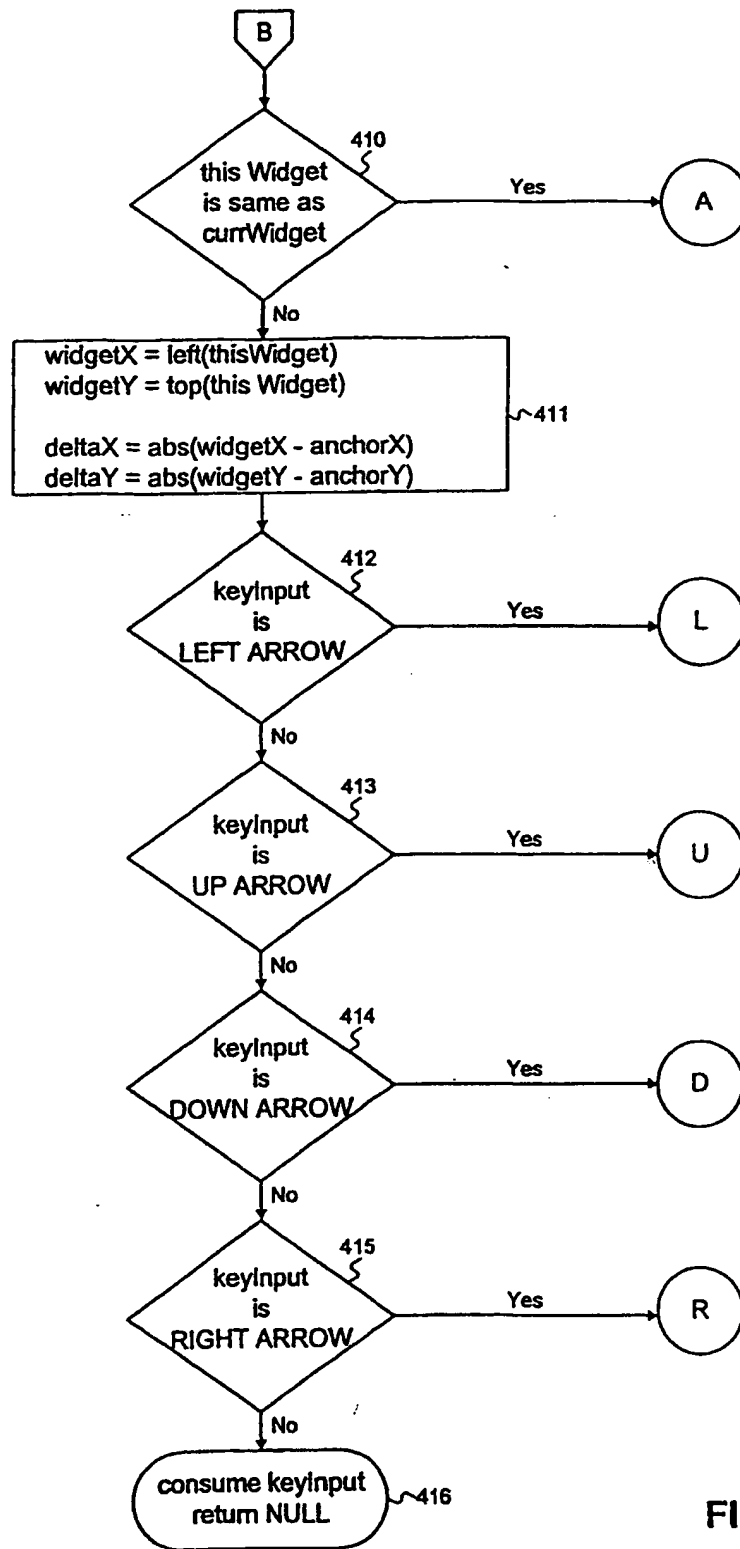 B
410
this Widget
is same as
currWidget
Yes
A
No
widgetX = left(thisWidget)
widgetY = top(this Widget)
deltaX = abs(widgetX - anchorX)
deltaY = abs(widgetY - anchorY)
411
412
keyInput
is
LEFT ARROW
Yes
L
No
413
keyInput
is
UP ARROW
Yes
U
No
414
keyInput
is
DOWN ARROW
Yes
D
No
415
keyInput
is
RIGHT ARROW
Yes
R
No
consume keyInput
return NULL
416
FI